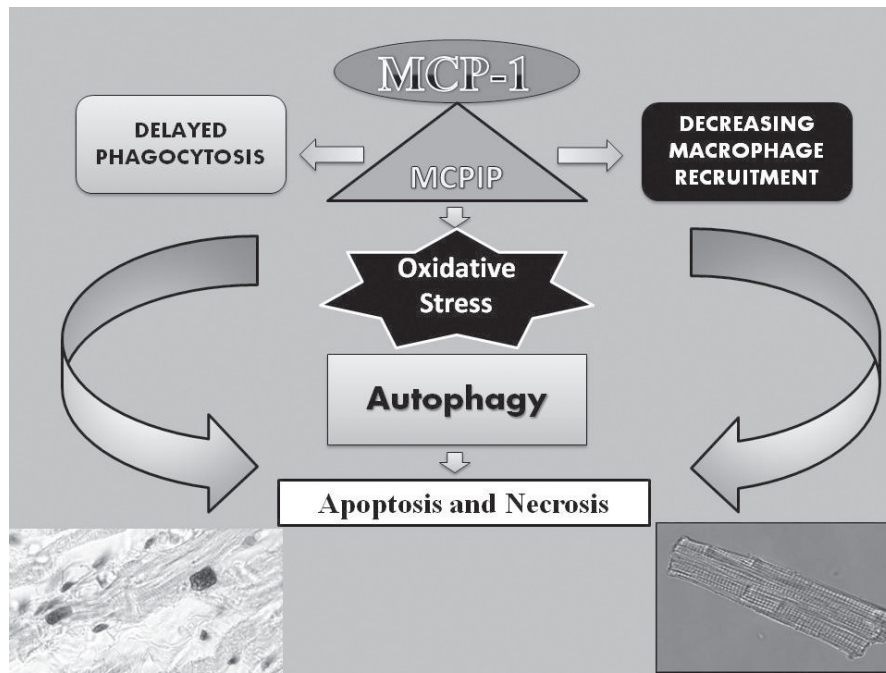 MCP-1
DELAYED
PHAGOCYTOSIS
MCPIP
DECREASING
MACROPHAGE
RECRUITMENT
Oxidative
Stress
Autophagy
Apoptosis and Necrosis